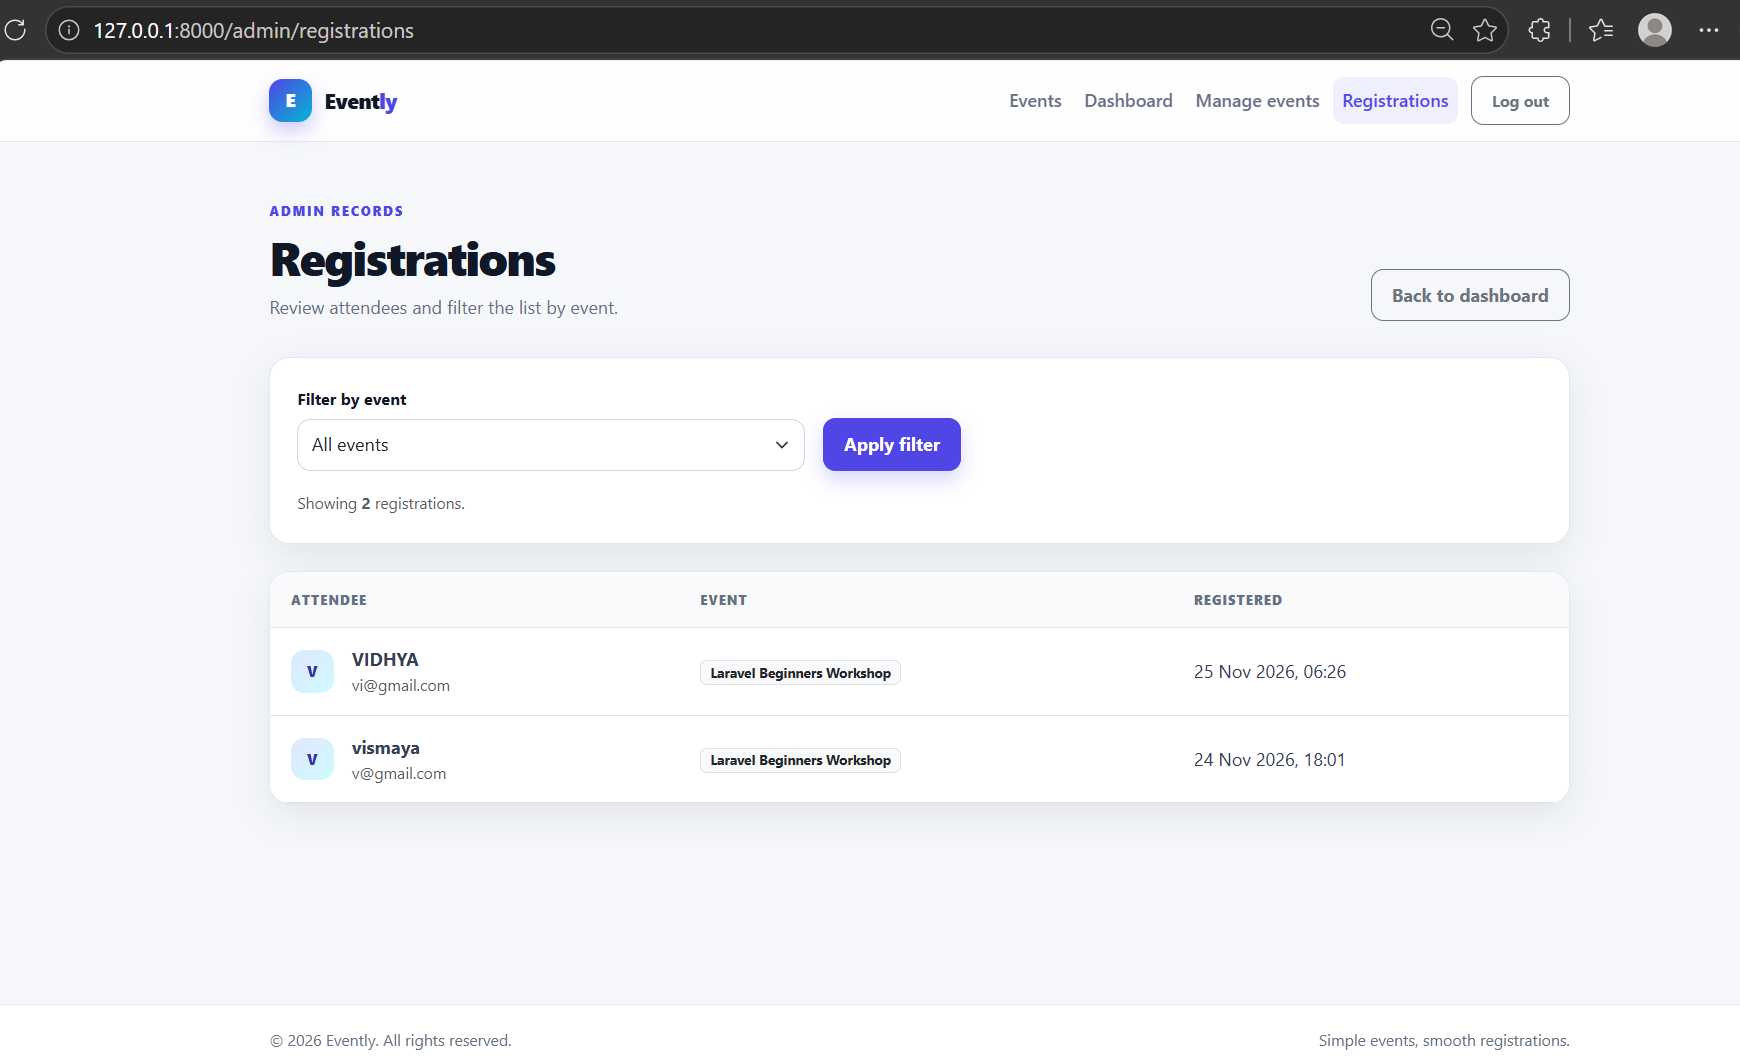 127.0.0.1:8000/admin/registrations
E Evently Events Dashboard Manage events Registrations Log out
ADMIN RECORDS
Registrations
Review attendees and filter the list by event.
Back to dashboard
Filter by event
All events Apply filter
Showing 2 registrations.
ATTENDEE EVENT REGISTERED
V VIDHYA Laravel Beginners Workshop 25 Nov 2026, 06:26
vi@gmail.com
V vismaya Laravel Beginners Workshop 24 Nov 2026, 18:01
v@gmail.com
© 2026 Evently. All rights reserved. Simple events, smooth registrations.